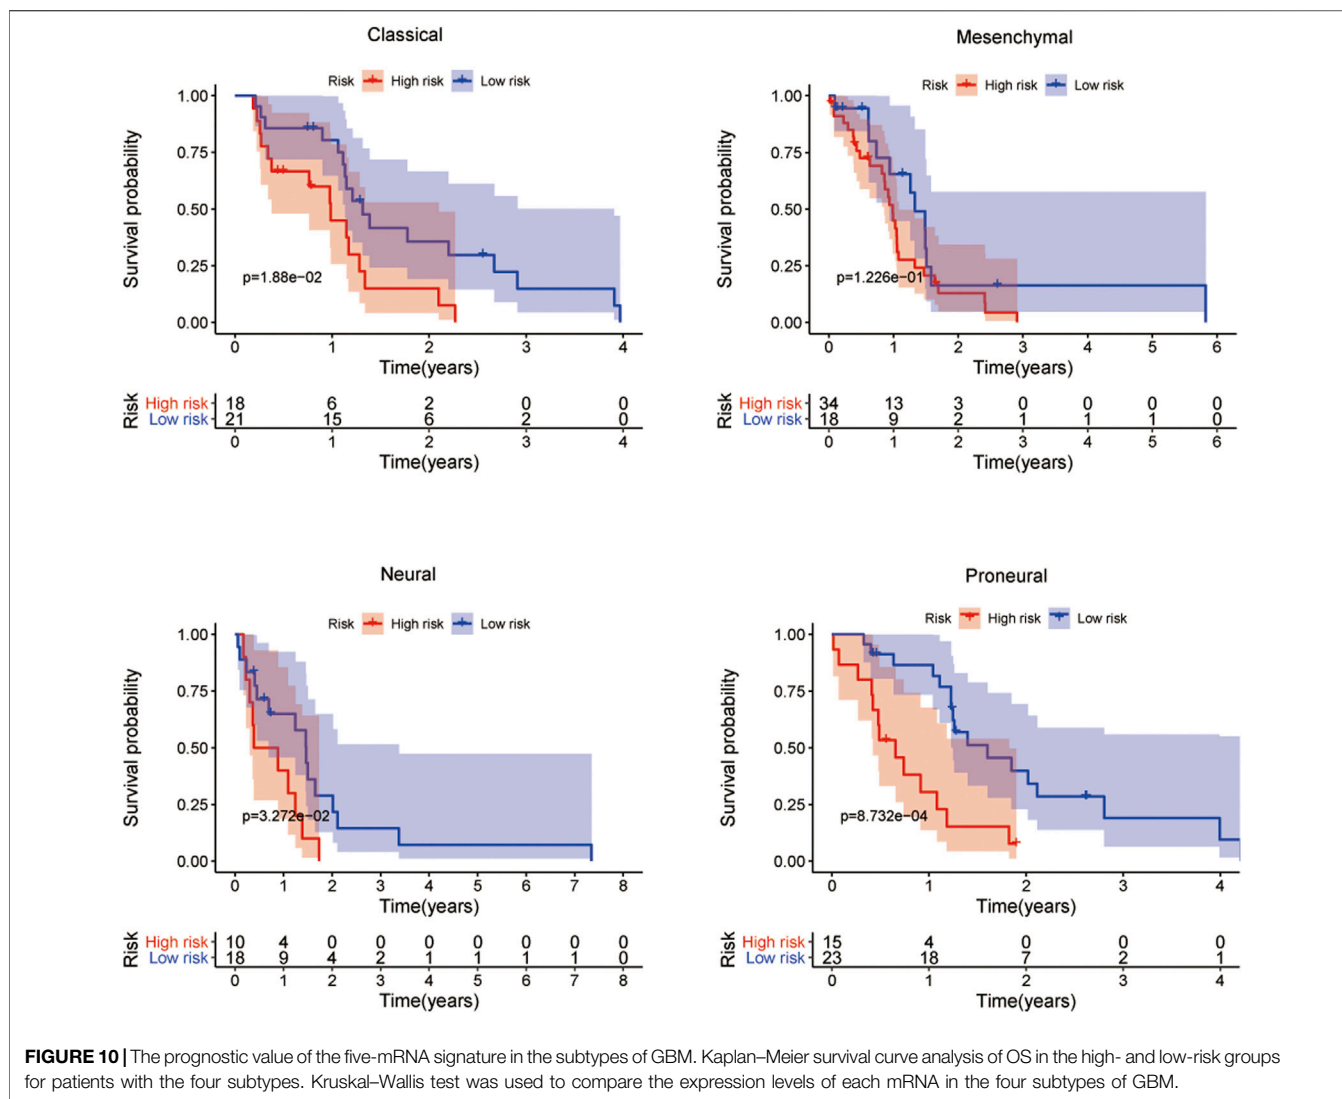 Classical
Risk High risk Low risk
1.00
0.75
0.50
0.25
0.00
Survival probability
p=1.88e−02
0 1 2 3 4
Time(years)
Risk
High risk 18 6 2 0 0
Low risk 21 15 6 2 0
0 1 2 3 4
Time(years)
Mesenchymal
Risk High risk Low risk
1.00
0.75
0.50
0.25
0.00
Survival probability
p=1.226e−01
0 1 2 3 4 5 6
Time(years)
Risk
High risk 34 13 3 0 0 0 0
Low risk 18 9 2 1 1 1 0
0 1 2 3 4 5 6
Time(years)
Neural
Risk High risk Low risk
1.00
0.75
0.50
0.25
0.00
Survival probability
p=3.272e−02
0 1 2 3 4 5 6 7 8
Time(years)
Risk
High risk 10 4 0 0 0 0 0 0 0
Low risk 18 9 4 2 1 1 1 1 0
0 1 2 3 4 5 6 7 8
Time(years)
Proneural
Risk High risk Low risk
1.00
0.75
0.50
0.25
0.00
Survival probability
p=8.732e−04
0 1 2 3 4
Time(years)
Risk
High risk 15 4 0 0 0
Low risk 23 18 7 2 1
0 1 2 3 4
Time(years)
FIGURE 10 | The prognostic value of the five-mRNA signature in the subtypes of GBM. Kaplan–Meier survival curve analysis of OS in the high- and low-risk groups
for patients with the four subtypes. Kruskal–Wallis test was used to compare the expression levels of each mRNA in the four subtypes of GBM.